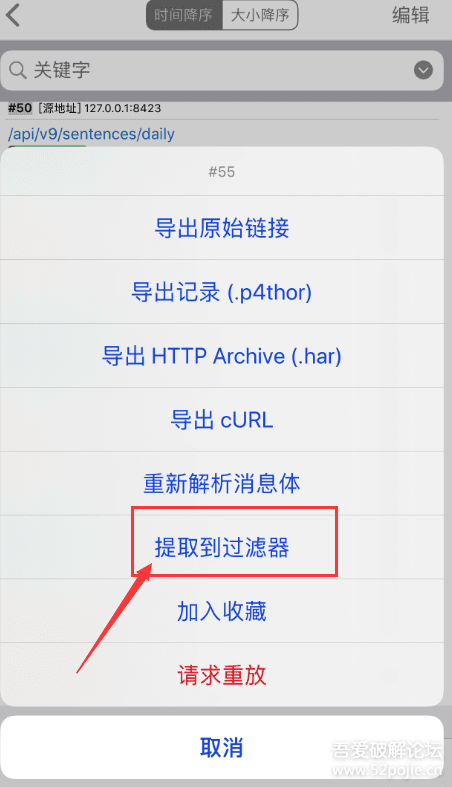 时间降序 大小降序 编辑
关键字
#50 [源地址] 127.0.0.1:8423
/api/v9/sentences/daily
#55
导出原始链接
导出记录 (.p4thor)
导出 HTTP Archive (.har)
导出 cURL
重新解析消息体
提取到过滤器
加入收藏
请求重放
取消
吾爱破解论坛
www.52pojie.cn